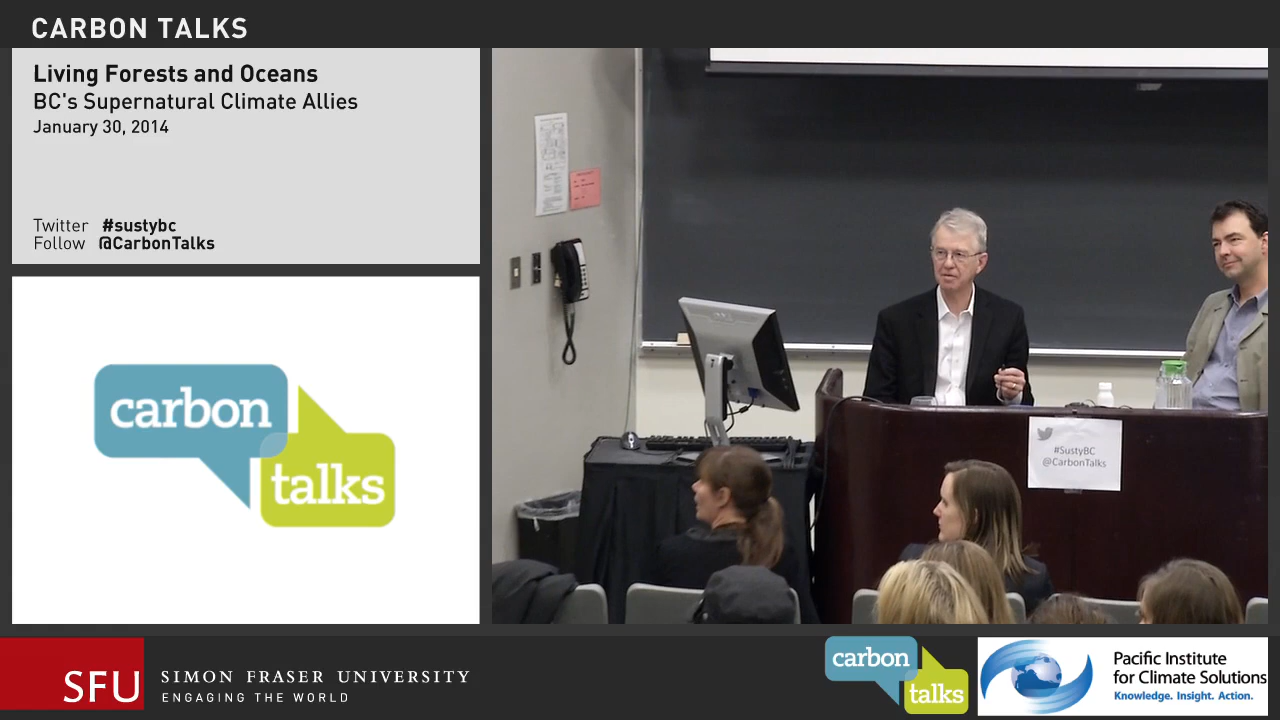 CARBON TALKS
Living Forests and Oceans
BC's Supernatural Climate Allies
January 30, 2014
Twitter #sustybc
Follow @CarbonTalks
carbon
talks
#SustyBC
@CarbonTalks
SFU
SIMON FRASER UNIVERSITY
ENGAGING THE WORLD
carbon
talks
Pacific Institute
for Climate Solutions
Knowledge. Insight. Action.